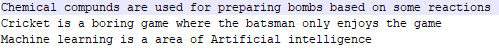 Chemical compunds are used for preparing bombs based on some reactions
Cricket is a boring game where the batsman only enjoys the game
Machine learning is a area of Artificial intelligence